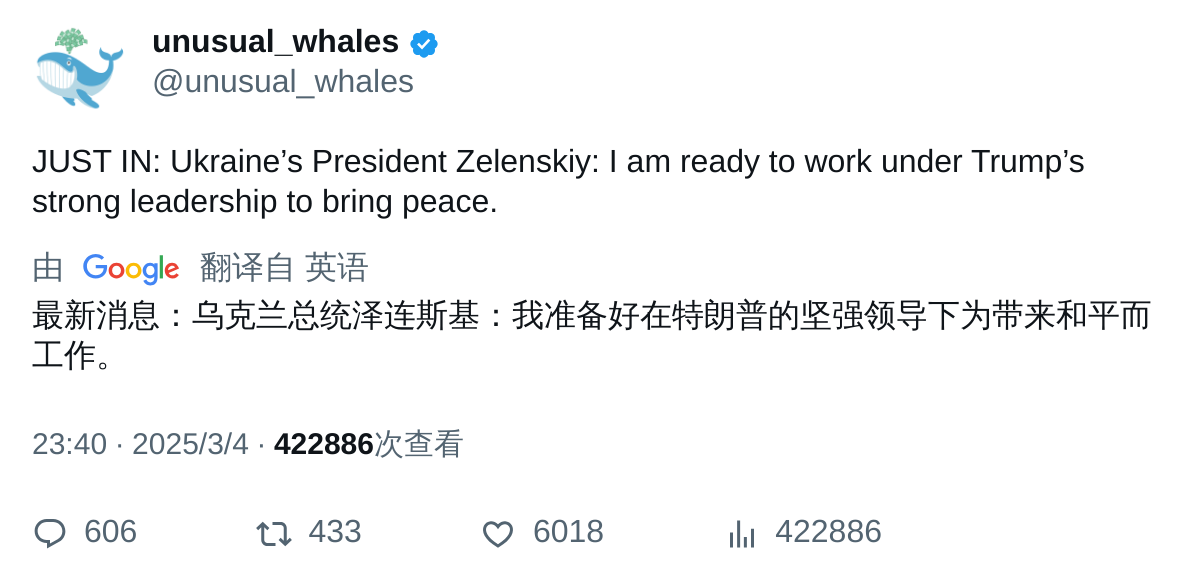 unusual_whales
@unusual_whales
JUST IN: Ukraine’s President Zelenskiy: I am ready to work under Trump’s
strong leadership to bring peace.
由 Google 翻译自 英语
最新消息：乌克兰总统泽连斯基：我准备好在特朗普的坚强领导下为带来和平而
工作。
23:40 · 2025/3/4 · 422886次查看
606 433 6018 422886